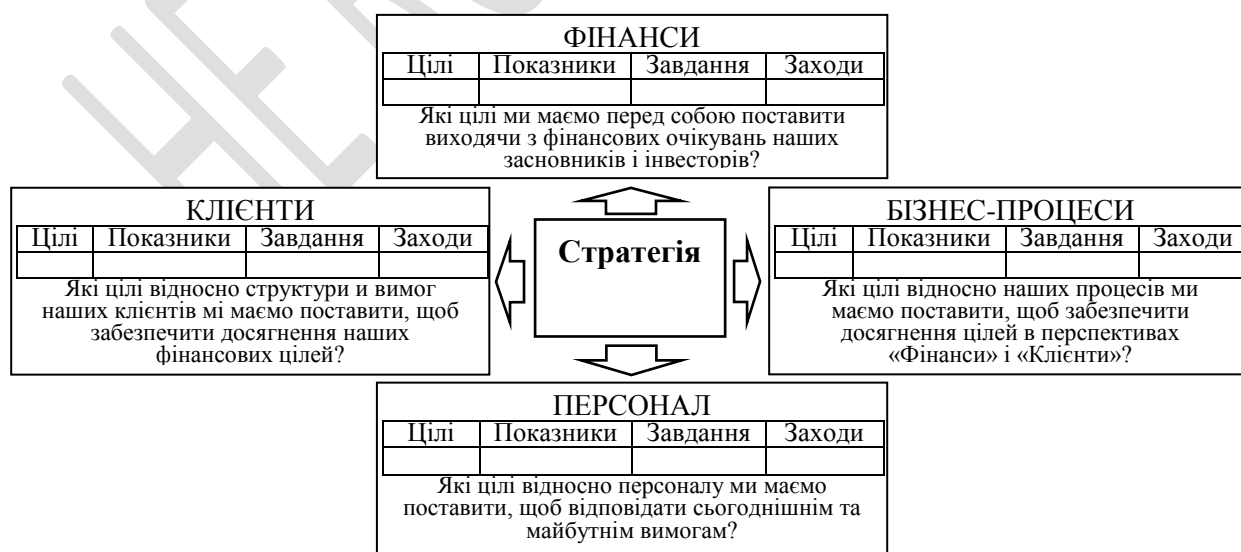 ФІНАНСИ
Цілі Показники Завдання Заходи
Які цілі ми маємо перед собою поставити
виходячи з фінансових очікувань наших
засновників і інвесторів?
КЛІЄНТИ
Цілі Показники Завдання Заходи
Які цілі відносно структури и вимог
наших клієнтів мі маємо поставити, щоб
забезпечити досягнення наших
фінансових цілей?
Стратегія
БІЗНЕС-ПРОЦЕСИ
Цілі Показники Завдання Заходи
Які цілі відносно наших процесів ми
маємо поставити, щоб забезпечити
досягнення цілей в перспективах
«Фінанси» і «Клієнти»?
ПЕРСОНАЛ
Цілі Показники Завдання Заходи
Які цілі відносно персоналу ми маємо
поставити, щоб відповідати сьогоднішнім та
майбутнім вимогам?